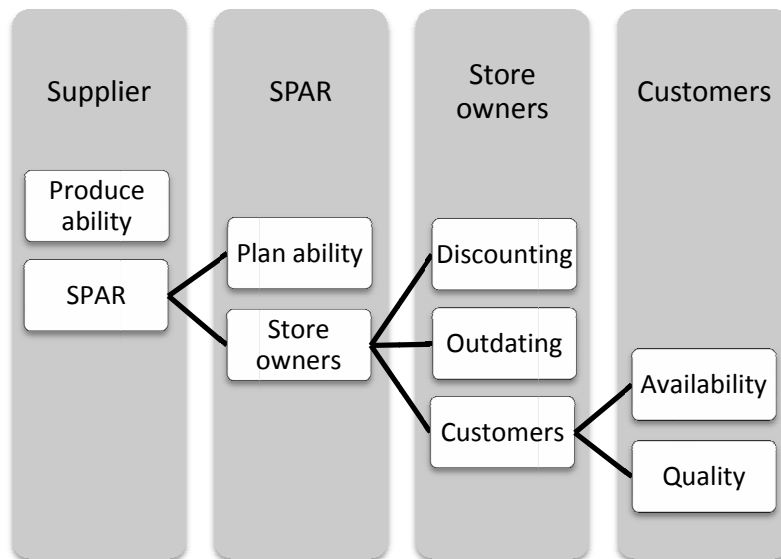 Supplier
Produce
ability
SPAR
SPAR
Plan ability
Store
owners
Store
owners
Discounting
Outdating
Customers
Customers
Availability
Quality